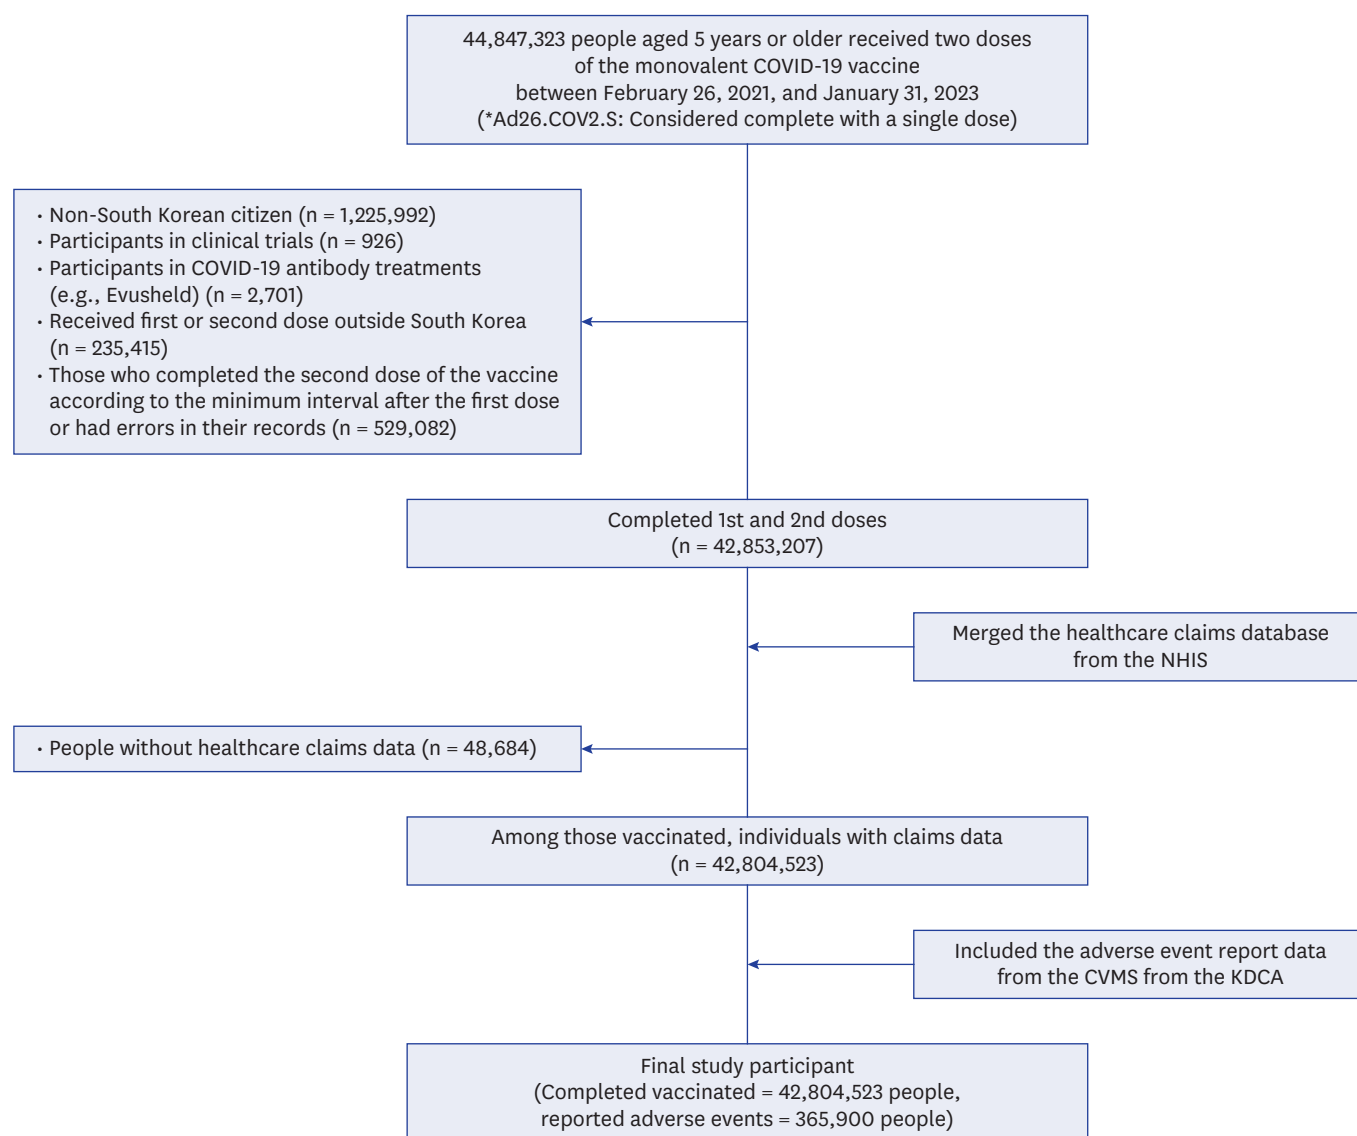 44,847,323 people aged 5 years or older received two doses
of the monovalent COVID-19 vaccine
between February 26, 2021, and January 31, 2023
(*Ad26.COV2.S: Considered complete with a single dose)
· Non-South Korean citizen (n = 1,225,992)
· Participants in clinical trials (n = 926)
· Participants in COVID-19 antibody treatments
(e.g., Evusheld) (n = 2,701)
· Received first or second dose outside South Korea
(n = 235,415)
· Those who completed the second dose of the vaccine
according to the minimum interval after the first dose
or had errors in their records (n = 529,082)
Completed 1st and 2nd doses
(n = 42,853,207)
Merged the healthcare claims database
from the NHIS
· People without healthcare claims data (n = 48,684)
Among those vaccinated, individuals with claims data
(n = 42,804,523)
Included the adverse event report data
from the CVMS from the KDCA
Final study participant
(Completed vaccinated = 42,804,523 people,
reported adverse events = 365,900 people)